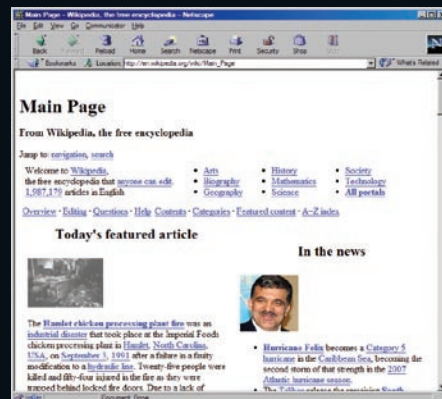 Main Page - Wikipedia, the free encyclopedia - Netscape
File Edit View Go Communicator Help
Back Forward Reload Home Search Netscape Print Security Shop Stop
Bookmarks Location: http://en.wikipedia.org/wiki/Main_Page What's Related
Main Page
From Wikipedia, the free encyclopedia
Jump to: navigation, search
Welcome to Wikipedia,
the free encyclopedia that anyone can edit.
1,987,179 articles in English
Arts
Biography
Geography
History
Mathematics
Science
Society
Technology
All portals
Overview · Editing · Questions · Help Contents · Categories · Featured content · A–Z index
Today's featured article
The Hamlet chicken processing plant fire was an
industrial disaster that took place at the Imperial Foods
chicken processing plant in Hamlet, North Carolina,
USA, on September 3, 1991 after a failure in a faulty
modification to a hydraulic line. Twenty-five people were
killed and fifty-four injured in the fire as they were
trapped behind locked fire doors. Due to a lack of
In the news
Hurricane Felix becomes a Category 5
hurricane in the Caribbean Sea, becoming the
second storm of that strength in the 2007
Atlantic hurricane season.
The Taliban release the remaining South
Document: Done